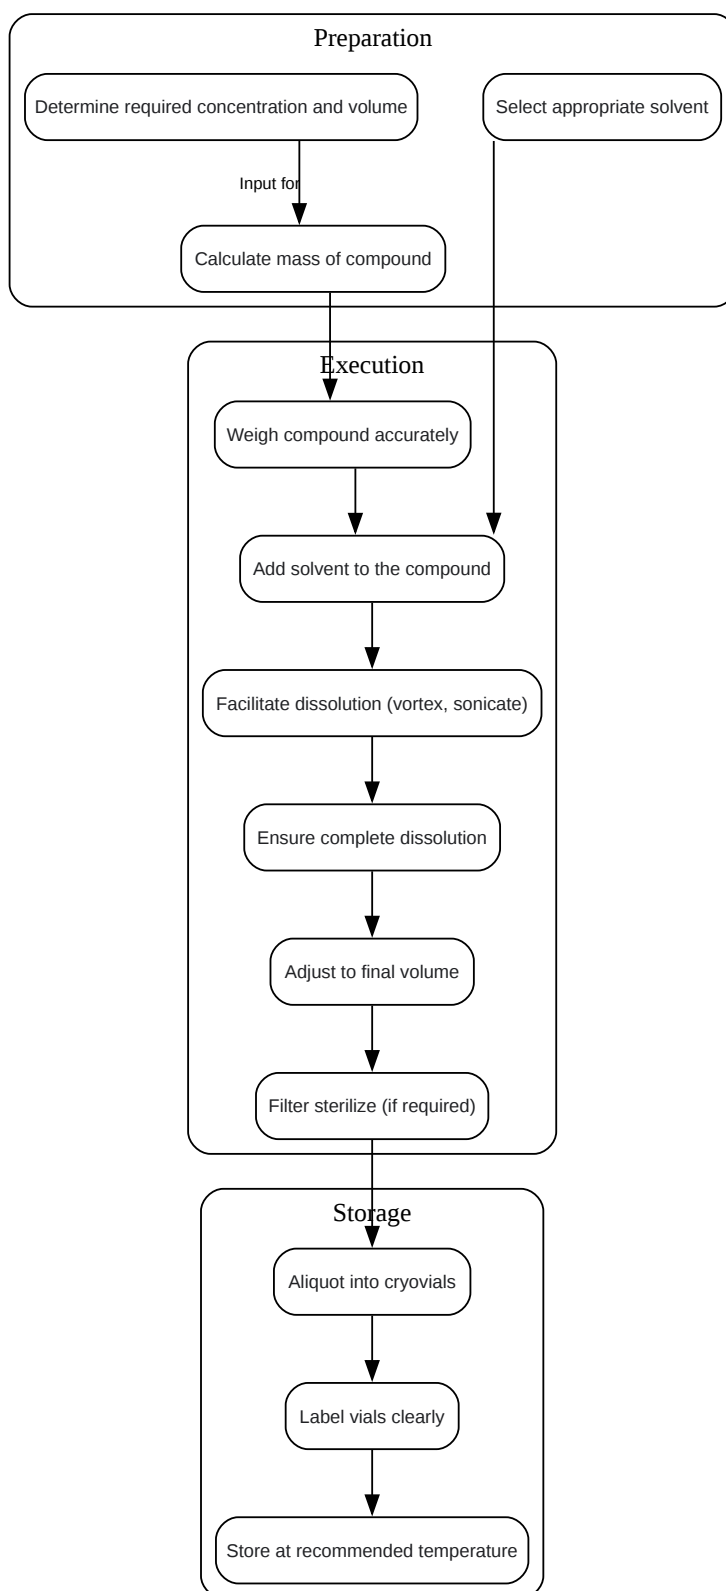 Preparation
Determine required concentration and volume
Select appropriate solvent
Input for
Calculate mass of compound
Execution
Weigh compound accurately
Add solvent to the compound
Facilitate dissolution (vortex, sonicate)
Ensure complete dissolution
Adjust to final volume
Filter sterilize (if required)
Storage
Aliquot into cryovials
Label vials clearly
Store at recommended temperature